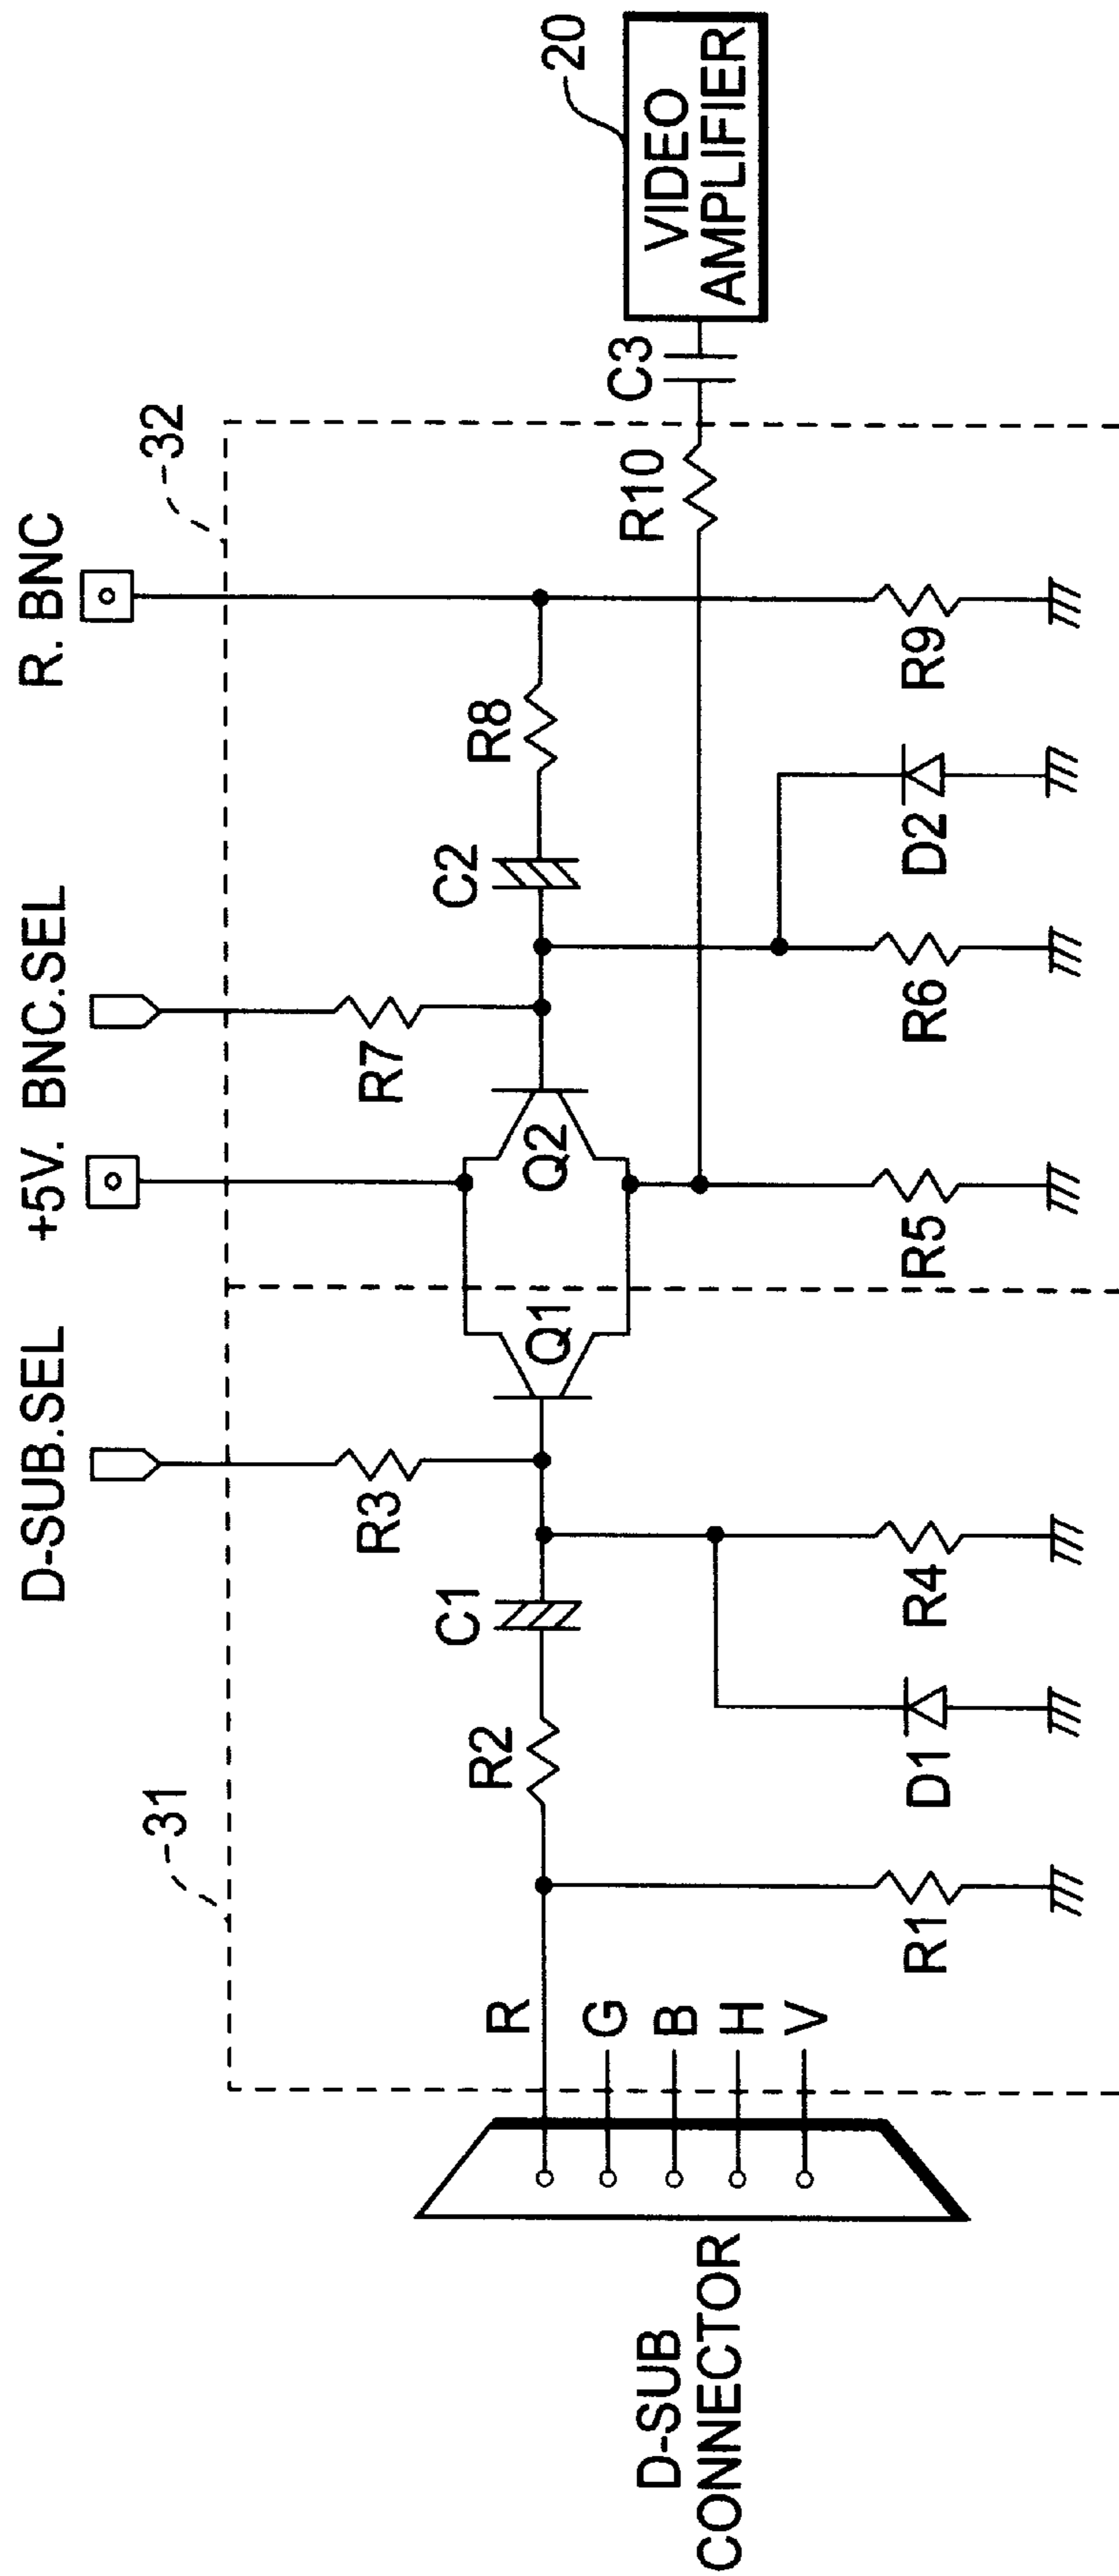 D-SUB.SEL
+5V.
BNC.SEL
R. BNC
31
32
R3
R7
C1
C2
R2
R8
Q1
Q2
R
G
B
H
V
C3
R10
20
VIDEO
AMPLIFIER
D-SUB
CONNECTOR
R1
D1
R4
R5
R6
D2
R9